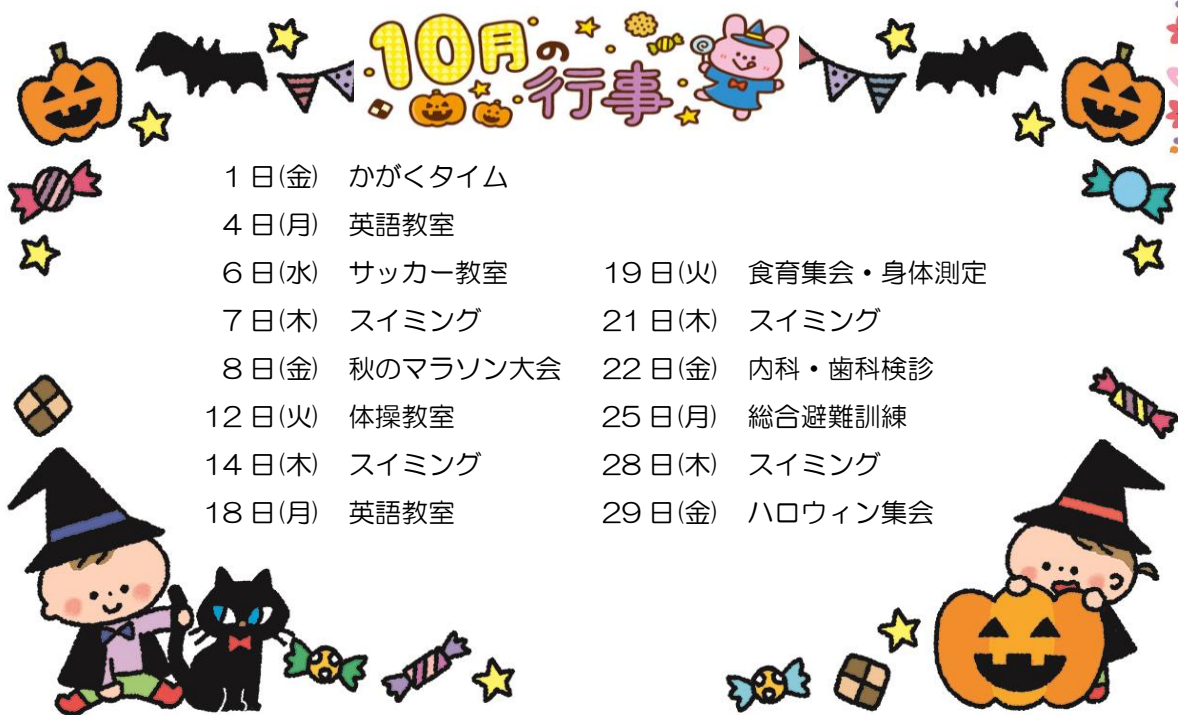 10月の
行事
1日(金) かがくタイム
4日(月) 英語教室
6日(水) サッカー教室
7日(木) スイミング
8日(金) 秋のマラソン大会
12日(火) 体操教室
14日(木) スイミング
18日(月) 英語教室
19日(火) 食育集会・身体測定
21日(木) スイミング
22日(金) 内科・歯科検診
25日(月) 総合避難訓練
28日(木) スイミング
29日(金) ハロウィン集会